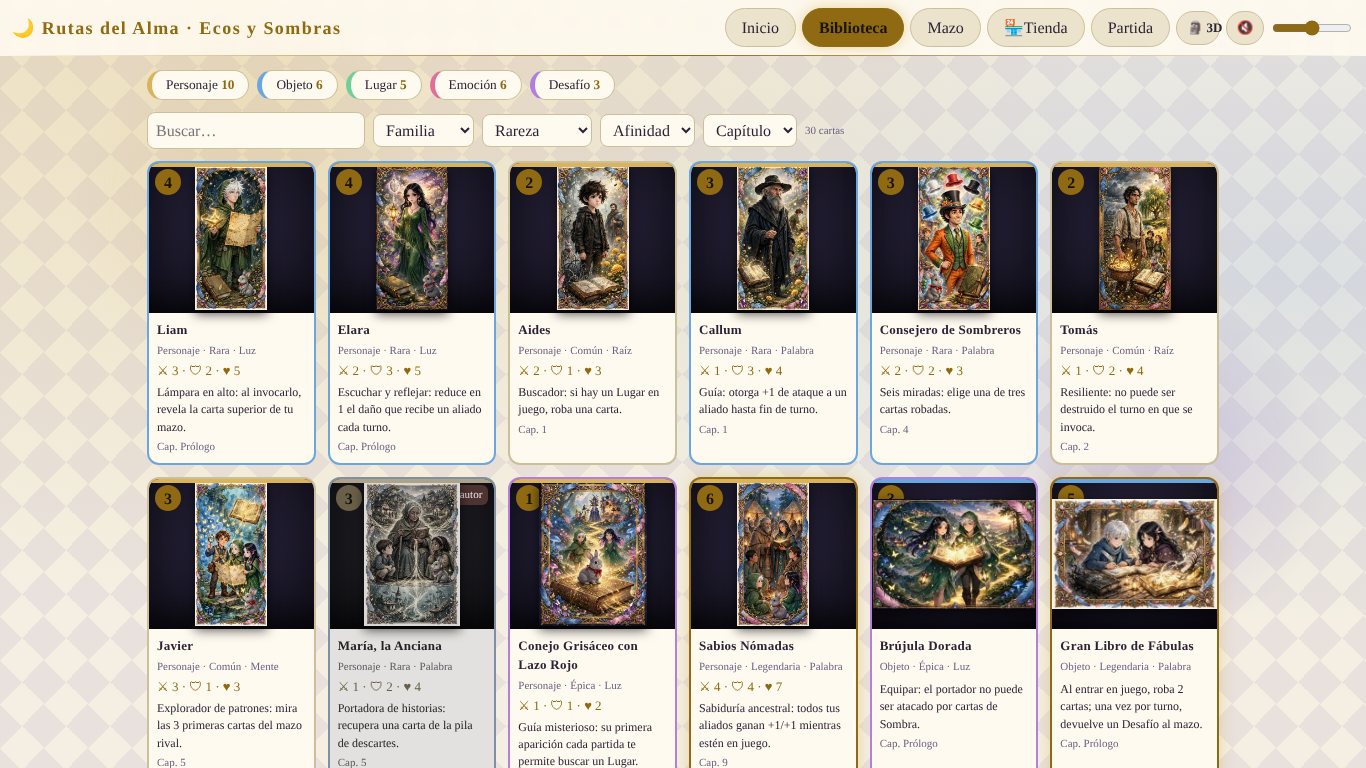 🌙 Rutas del Alma · Ecos y Sombras
Inicio
Biblioteca
Mazo
🏪Tienda
Partida
🗿 3D
🔇
Personaje 10
Objeto 6
Lugar 5
Emoción 6
Desafío 3
Buscar…
Familia
Rareza
Afinidad
Capítulo
30 cartas
4
Liam
Personaje · Rara · Luz
⚔ 3 · 🛡 2 · ♥ 5
Lámpara en alto: al invocarlo,
revela la carta superior de tu
mazo.
Cap. Prólogo
4
Elara
Personaje · Rara · Luz
⚔ 2 · 🛡 3 · ♥ 5
Escuchar y reflejar: reduce en
1 el daño que recibe un aliado
cada turno.
Cap. Prólogo
2
Aides
Personaje · Común · Raíz
⚔ 2 · 🛡 1 · ♥ 3
Buscador: si hay un Lugar en
juego, roba una carta.
Cap. 1
3
Callum
Personaje · Rara · Palabra
⚔ 1 · 🛡 3 · ♥ 4
Guía: otorga +1 de ataque a un
aliado hasta fin de turno.
Cap. 1
3
Consejero de Sombreros
Personaje · Rara · Palabra
⚔ 2 · 🛡 2 · ♥ 3
Seis miradas: elige una de tres
cartas robadas.
Cap. 4
2
Tomás
Personaje · Común · Raíz
⚔ 1 · 🛡 2 · ♥ 4
Resiliente: no puede ser
destruido el turno en que se
invoca.
Cap. 2
3
Javier
Personaje · Común · Mente
⚔ 3 · 🛡 1 · ♥ 3
Explorador de patrones: mira
las 3 primeras cartas del mazo
rival.
Cap. 5
3
autor
María, la Anciana
Personaje · Rara · Palabra
⚔ 1 · 🛡 2 · ♥ 4
Portadora de historias:
recupera una carta de la pila
de descartes.
Cap. 5
1
Conejo Grisáceo con
Lazo Rojo
Personaje · Épica · Luz
⚔ 1 · 🛡 1 · ♥ 2
Guía misterioso: su primera
aparición cada partida te
permite buscar un Lugar.
6
Sabios Nómadas
Personaje · Legendaria · Palabra
⚔ 4 · 🛡 4 · ♥ 7
Sabiduría ancestral: todos tus
aliados ganan +1/+1 mientras
estén en juego.
Cap. 9
Brújula Dorada
Objeto · Épica · Luz
Equipar: el portador no puede
ser atacado por cartas de
Sombra.
Cap. Prólogo
Gran Libro de Fábulas
Objeto · Legendaria · Palabra
Al entrar en juego, roba 2
cartas; una vez por turno,
devuelve un Desafío al mazo.
Cap. Prólogo